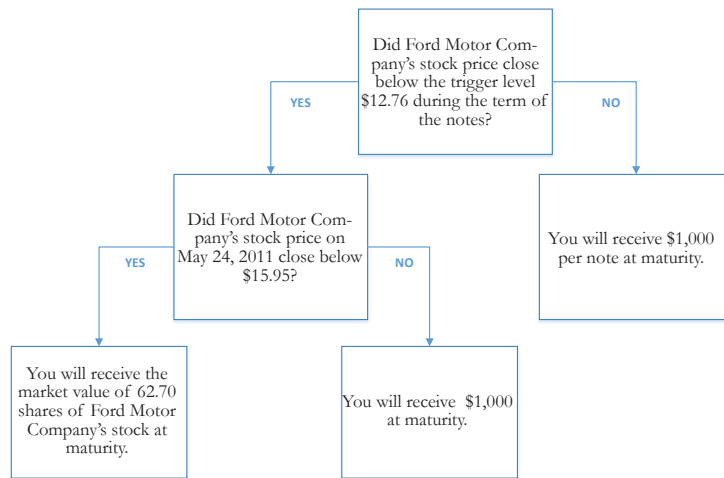 Did Ford Motor Com-
pany's stock price close
below the trigger level
$12.76 during the term of
the notes?
YES
NO
Did Ford Motor Com-
pany's stock price on
May 24, 2011 close below
$15.95?
You will receive $1,000
per note at maturity.
YES
NO
You will receive the
market value of 62.70
shares of Ford Motor
Company's stock at
maturity.
You will receive $1,000
at maturity.